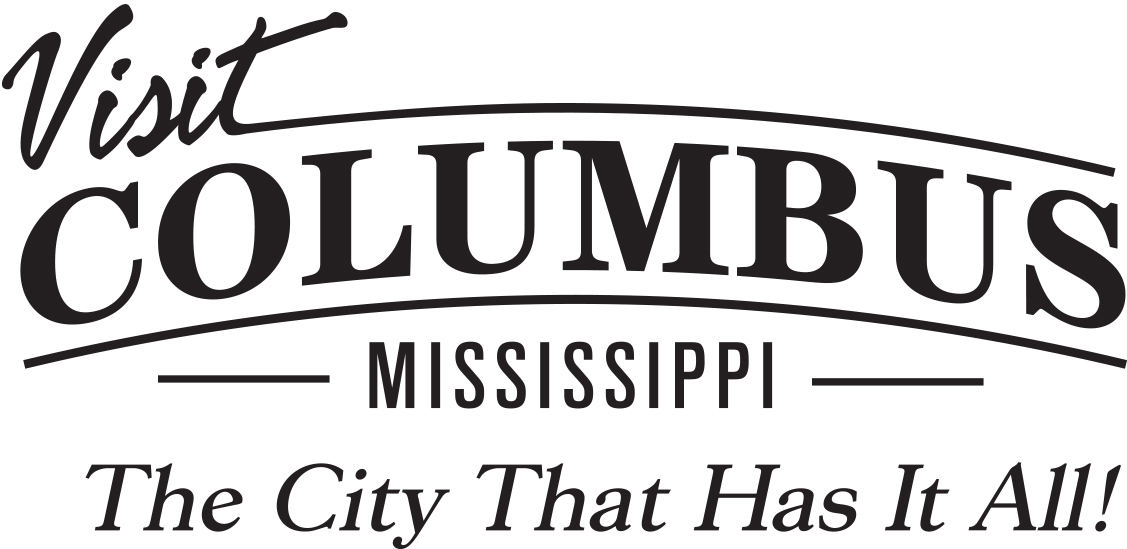 Visit
COLUMBUS
MISSISSIPPI
The City That Has It All!